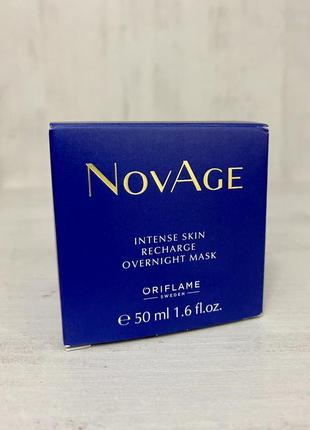 NOVAGE
INTENSE SKIN
RECHARGE
OVERNIGHT MASK
ORIFLAME
SWEDEN
℮ 50 ml 1.6 fl.oz.